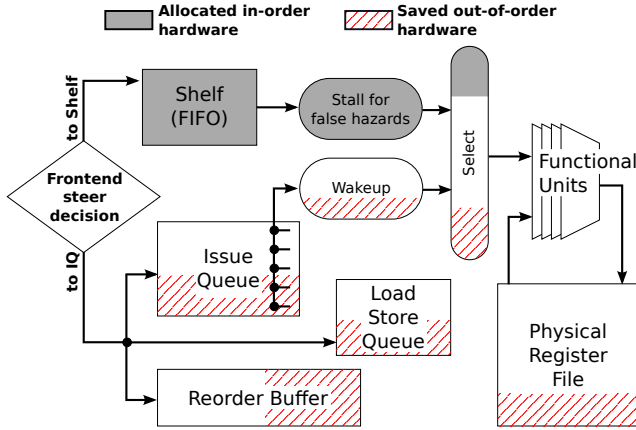 Allocated in-order
hardware
Saved out-of-order
hardware
to Shelf
Shelf
(FIFO)
Stall for
false hazards
Select
Frontend
steer
decision
Wakeup
Functional
Units
to IQ
Issue
Queue
Load
Store
Queue
Physical
Register
File
Reorder Buffer